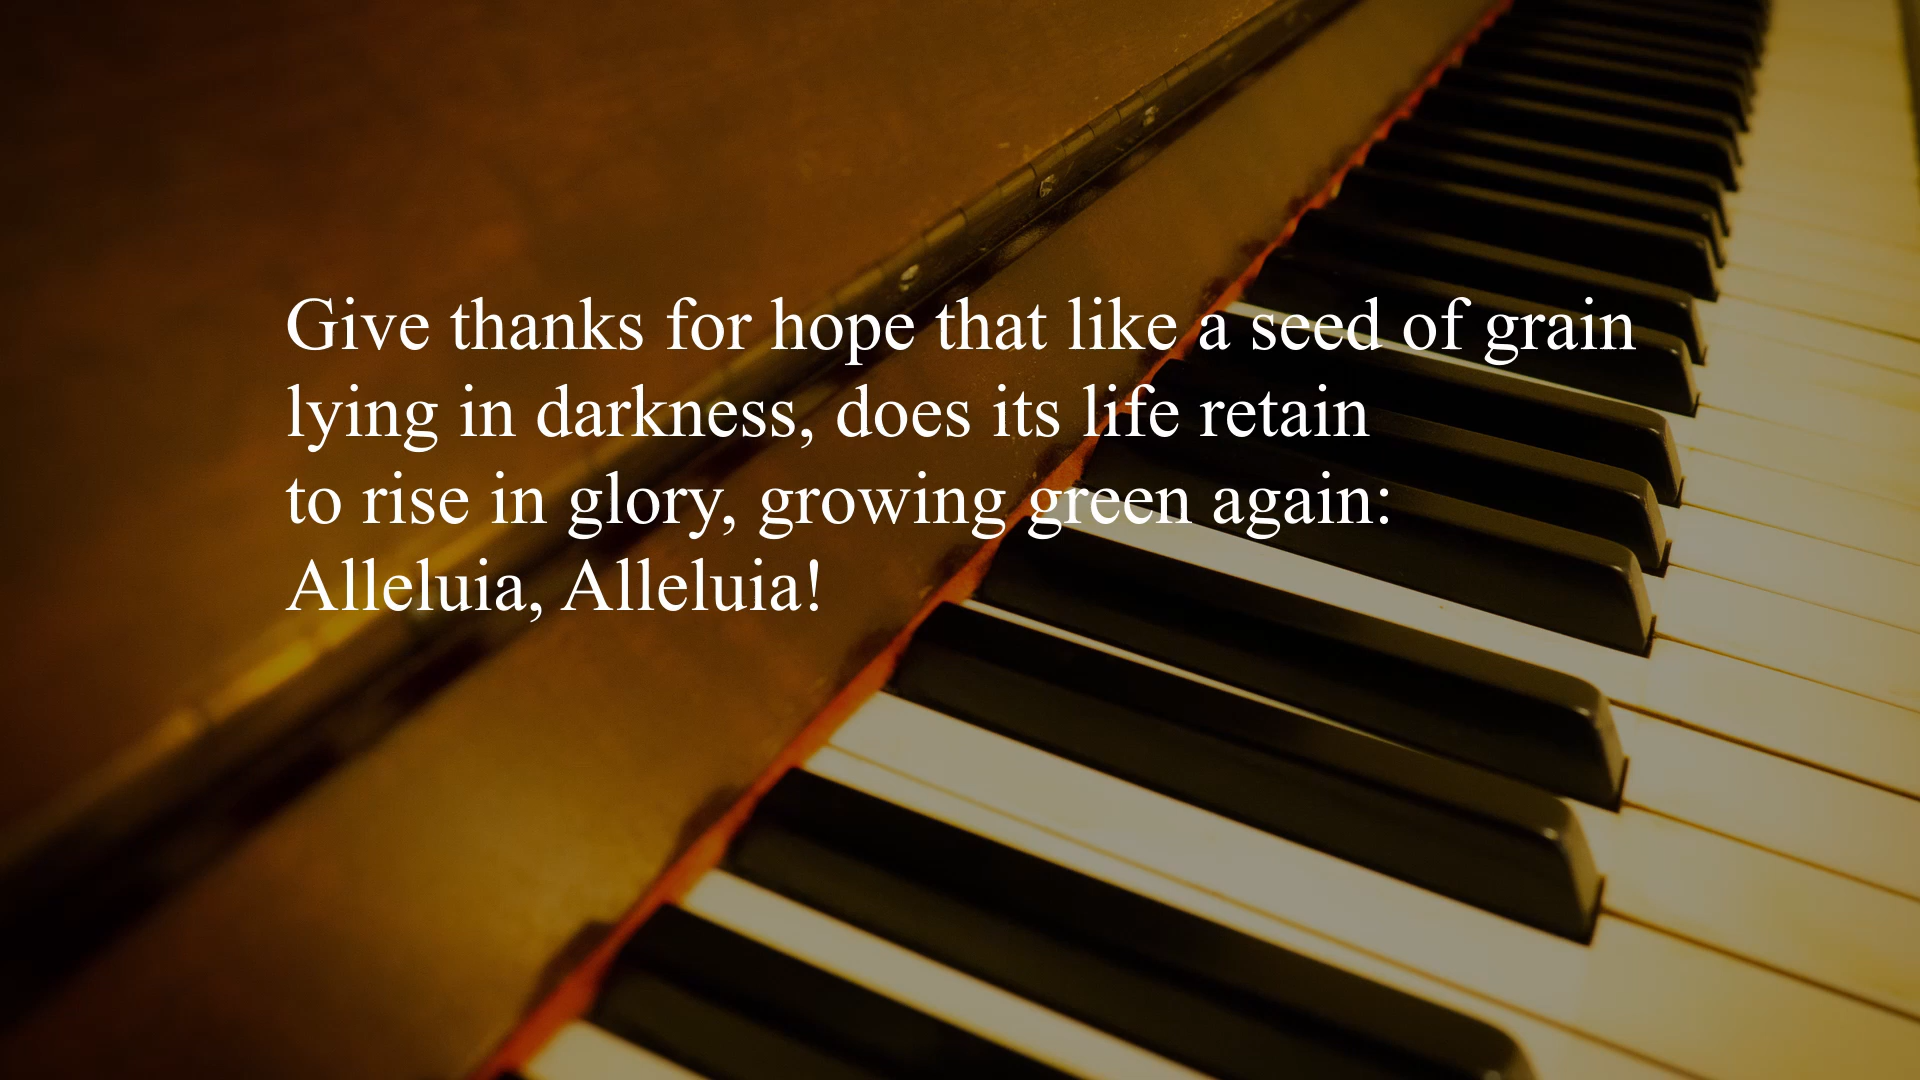 Give thanks for hope that like a seed of grain
lying in darkness, does its life retain
to rise in glory, growing green again:
Alleluia, Alleluia!